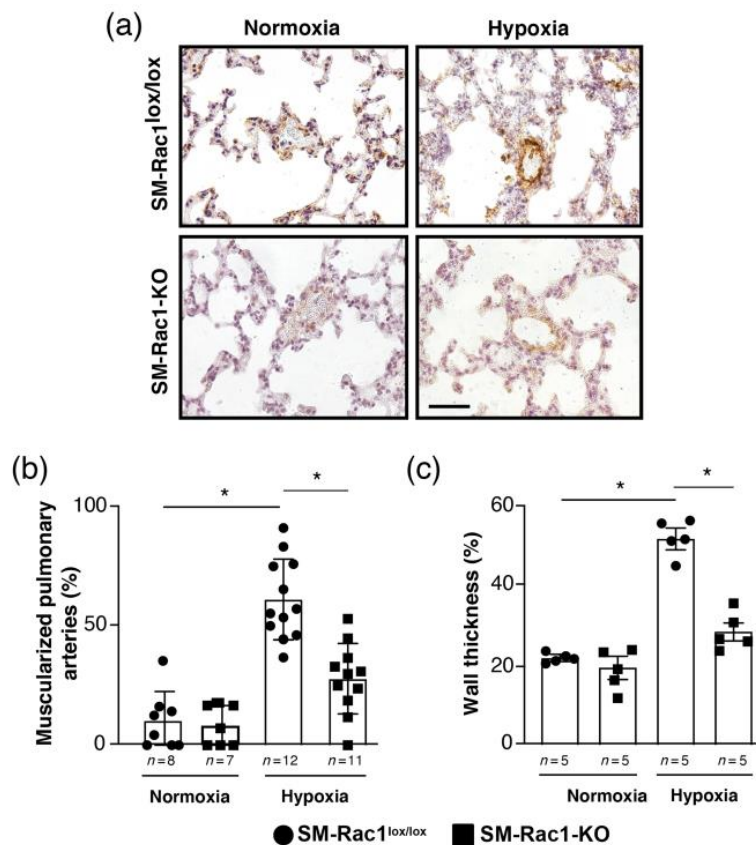 (a)
Normoxia
Hypoxia
SM-Rac1lox/lox
SM-Rac1-KO
(b)
Muscularized pulmonary
arteries (%)
100
50
0
*
*
n=8
n=7
n=12
n=11
Normoxia
Hypoxia
(c)
Wall thickness (%)
60
50
20
0
*
*
n=5
n=5
n=5
n=5
Normoxia
Hypoxia
SM-Rac1lox/lox
SM-Rac1-KO